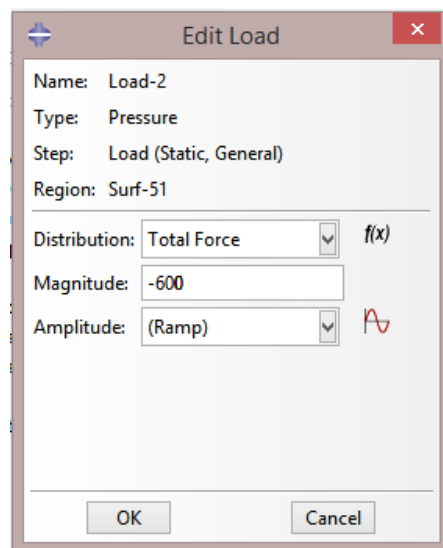 Edit Load
Name: Load-2
Type: Pressure
Step: Load (Static, General)
Region: Surf-51
Distribution: Total Force f(x)
Magnitude: -600
Amplitude: (Ramp)
OK Cancel